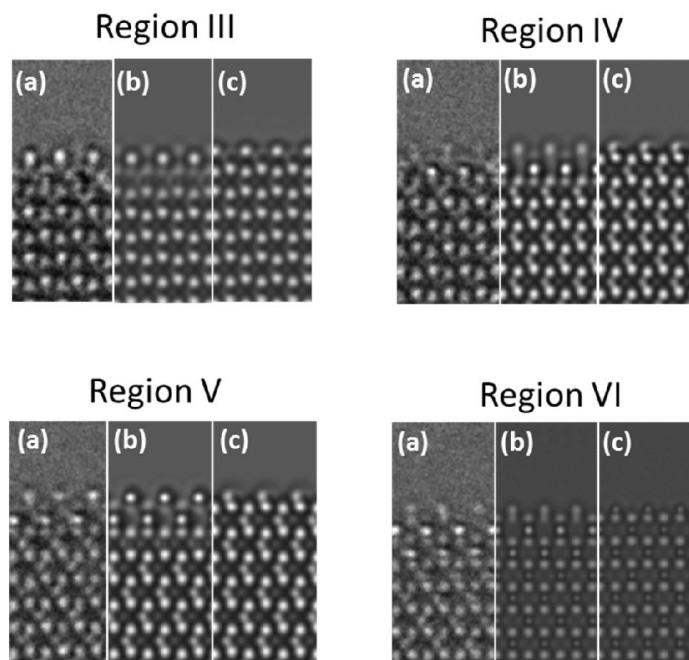 Region III
(a) (b) (c)
Region IV
(a) (b) (c)
Region V
(a) (b) (c)
Region VI
(a) (b) (c)